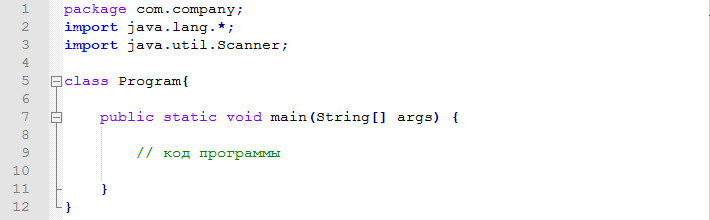 1 package com.company;
2 import java.lang.*;
3 import java.util.Scanner;
4
5 class Program{
6
7     public static void main(String[] args) {
8
9         // код программы
10
11     }
12 }